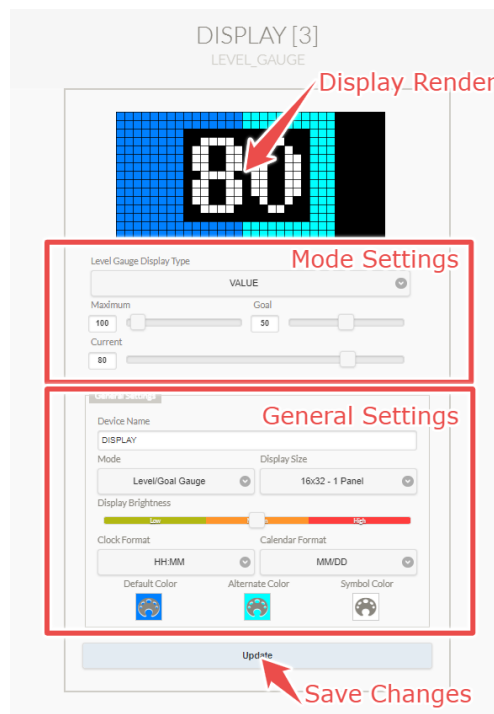 DISPLAY [3]
LEVEL_GAUGE
Display Render
80
Level Gauge Display Type
Mode Settings
VALUE
Maximum Goal
100 50
Current
80
General Settings
General Settings
Device Name
DISPLAY
Mode Display Size
Level/Goal Gauge 16x32 - 1 Panel
Display Brightness
Low High
Clock Format Calendar Format
HH:MM MM/DD
Default Color Alternate Color Symbol Color
Update
Save Changes